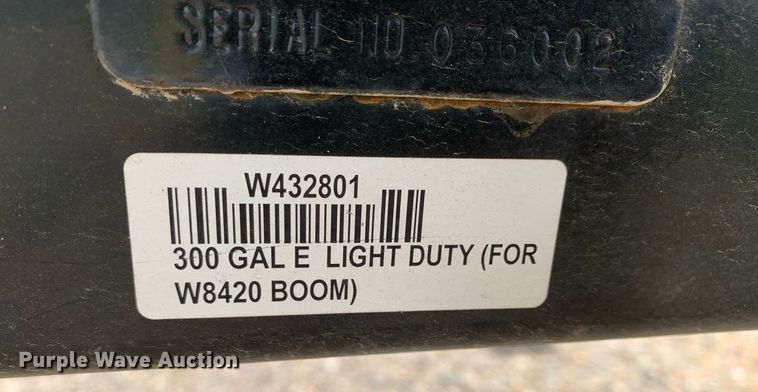 SERIAL NO 036002
W432801
300 GAL E LIGHT DUTY (FOR
W8420 BOOM)
Purple Wave Auction